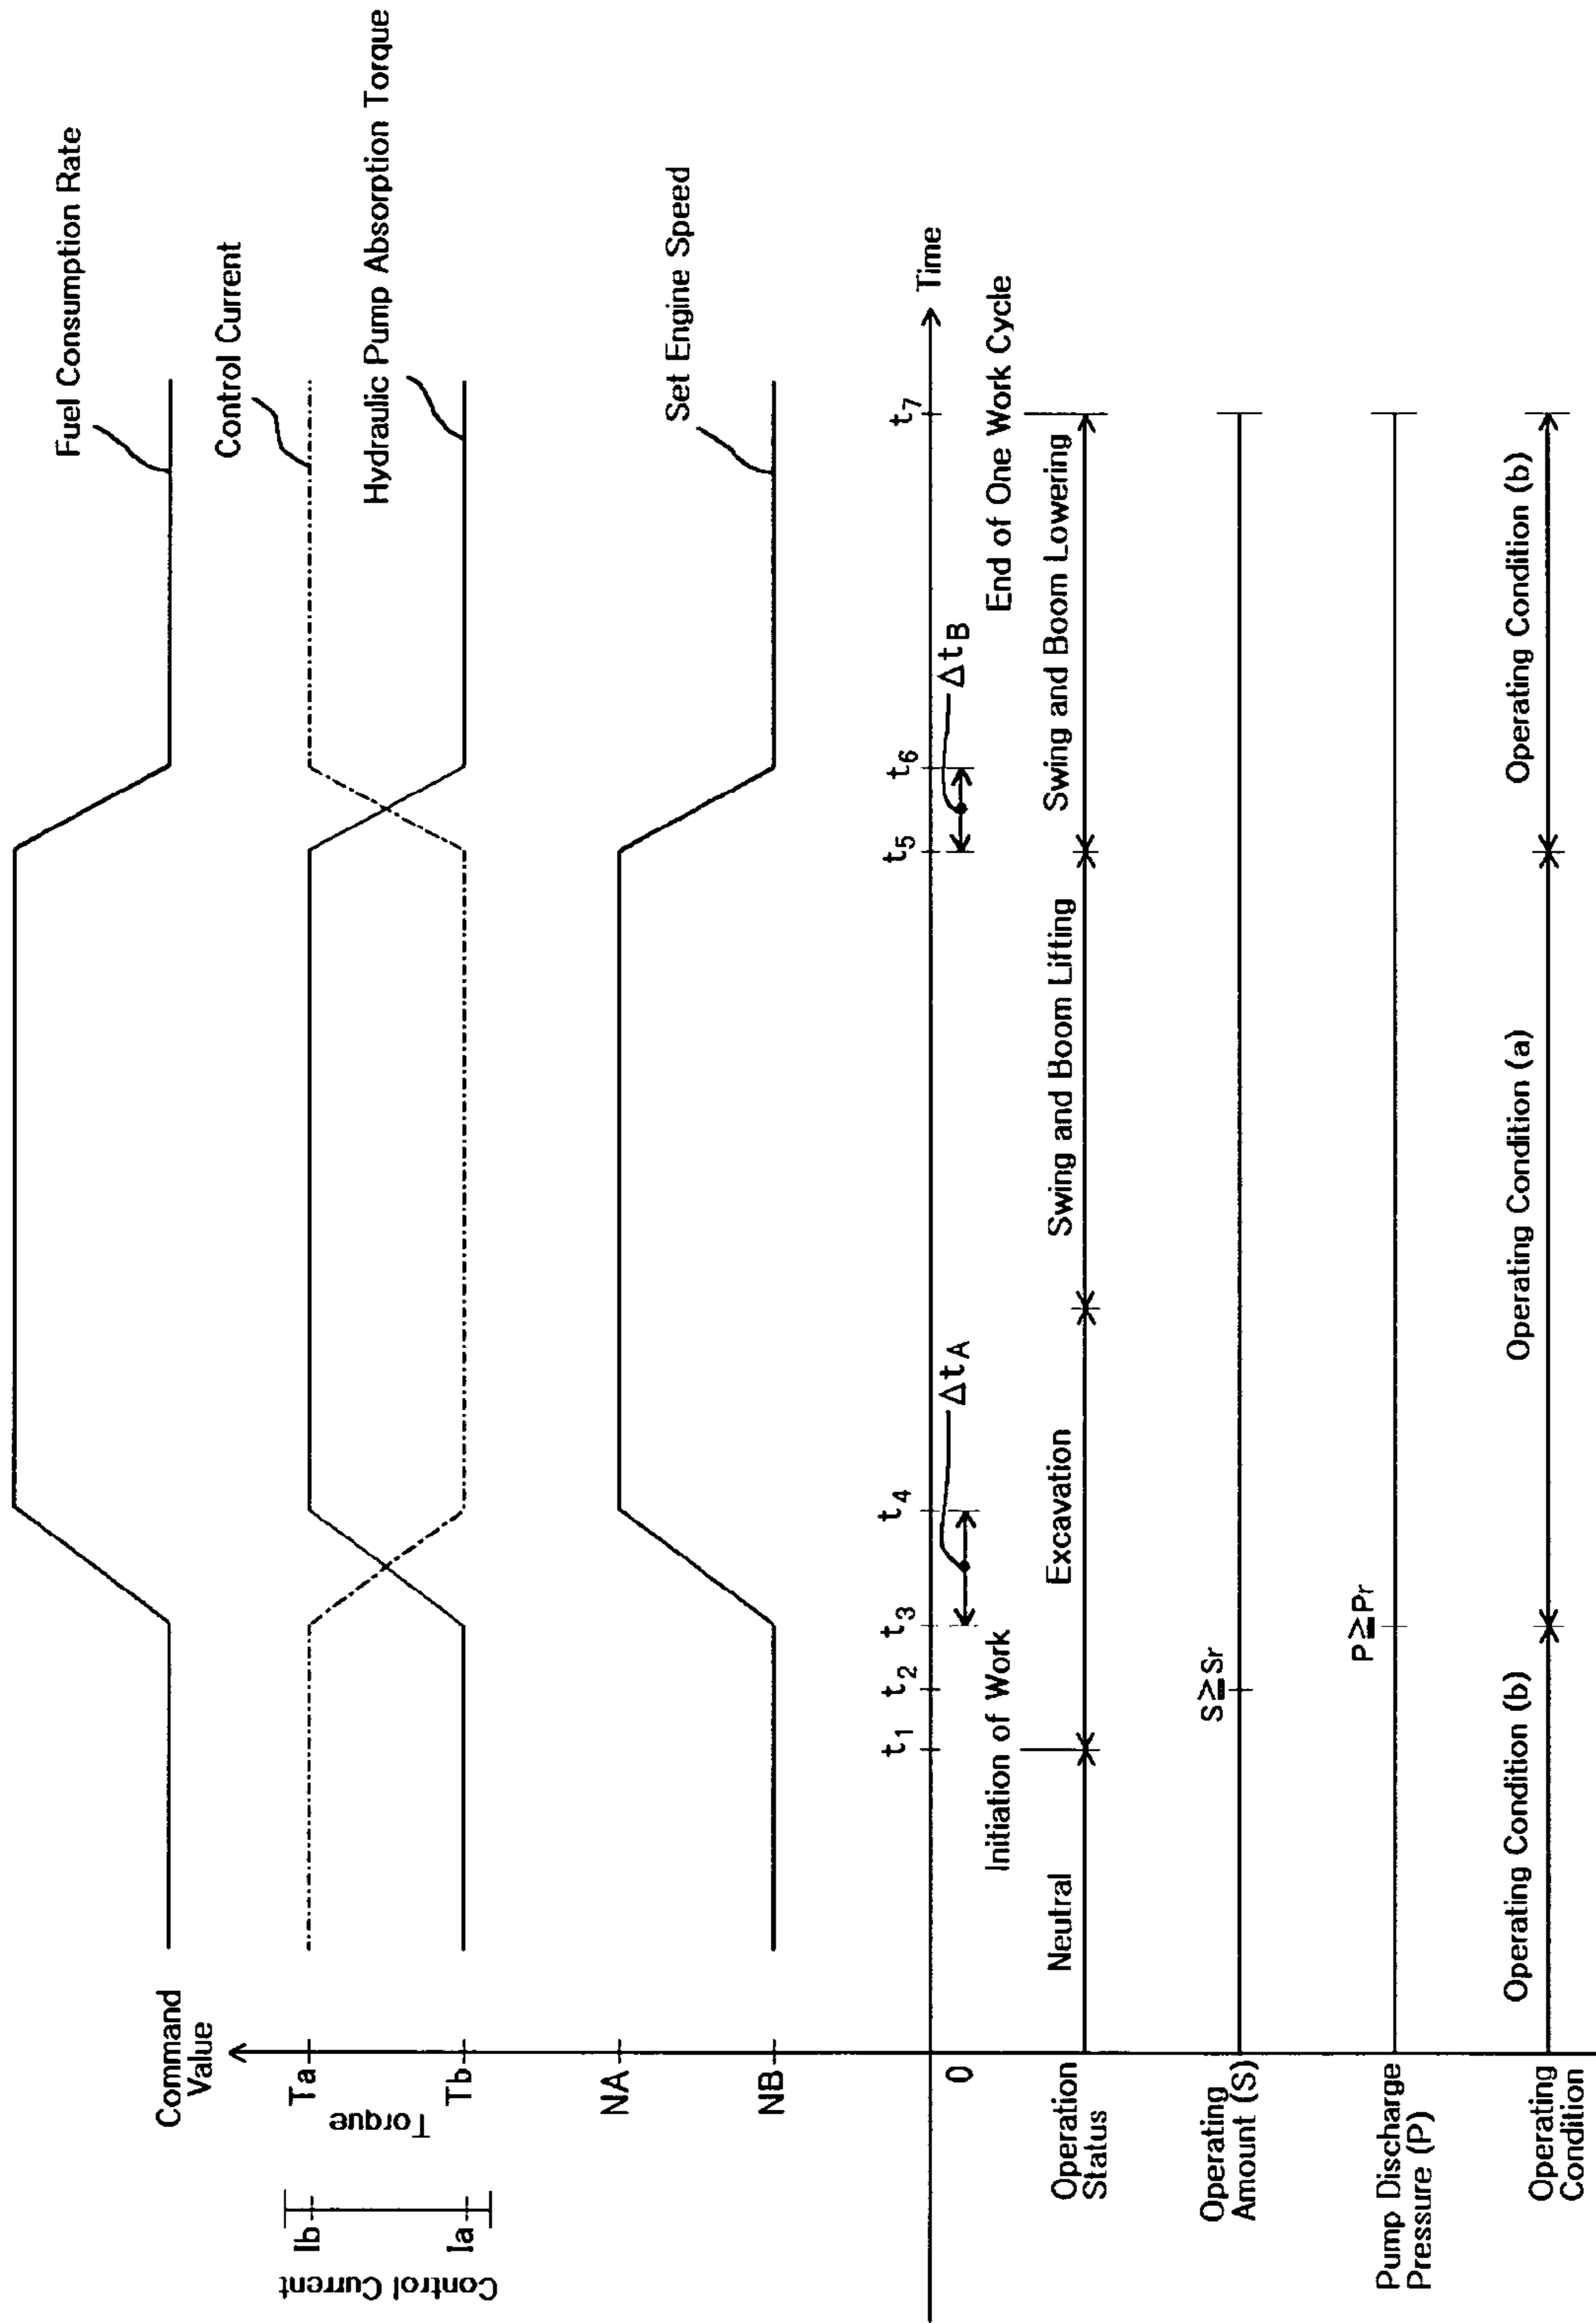 Fuel Consumption Rate
Control Current
Hydraulic Pump Absorption Torque
Set Engine Speed
Command
Value
Ta
Tb
Torque
Ib
Ia
Control Current
NA
NB
0
t1
t2
t3
t4
t5
t6
t7
Time
Initiation of Work
ΔtA
ΔtB
End of One Work Cycle
Operation
Status
Neutral
Excavation
Swing and Boom Lifting
Swing and Boom Lowering
Operating
Amount (S)
S≧Sr
Pump Discharge
Pressure (P)
P≧Pr
Operating
Condition
Operating Condition (b)
Operating Condition (a)
Operating Condition (b)